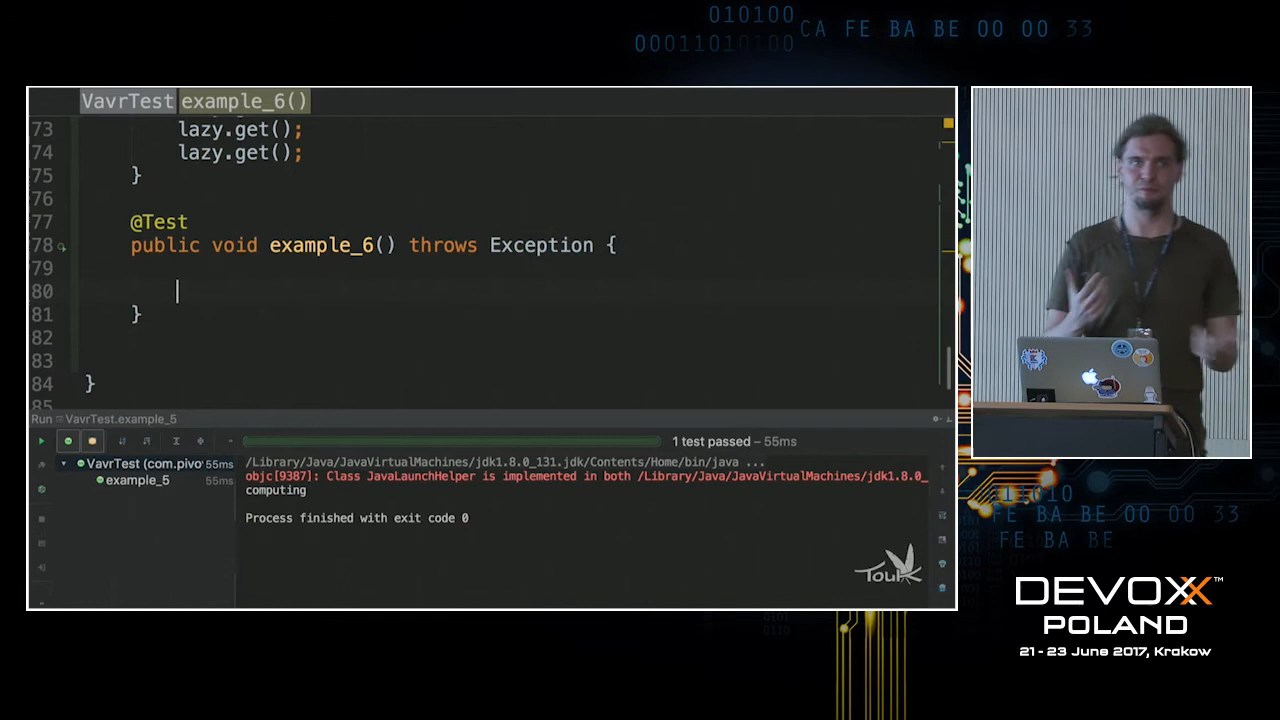 010100
00011010100
CA FE BA BE 00 00 33
VavrTest example_6()
73 lazy.get();
74 lazy.get();
75 }
76
77 @Test
78 public void example_6() throws Exception {
79
80
81 }
82
83
84 }
85
Run VavrTest.example_5
1 test passed – 55ms
VavrTest (com.pivo 55ms
example_5 55ms
/Library/Java/JavaVirtualMachines/jdk1.8.0_131.jdk/Contents/Home/bin/java ...
objc[9387]: Class JavaLaunchHelper is implemented in both /Library/Java/JavaVirtualMachines/jdk1.8.0_
computing
Process finished with exit code 0
Touk
011010
FE BA BE 00 00 33
FE BA BE
DEVOXX™
POLAND
21 - 23 June 2017, Krakow